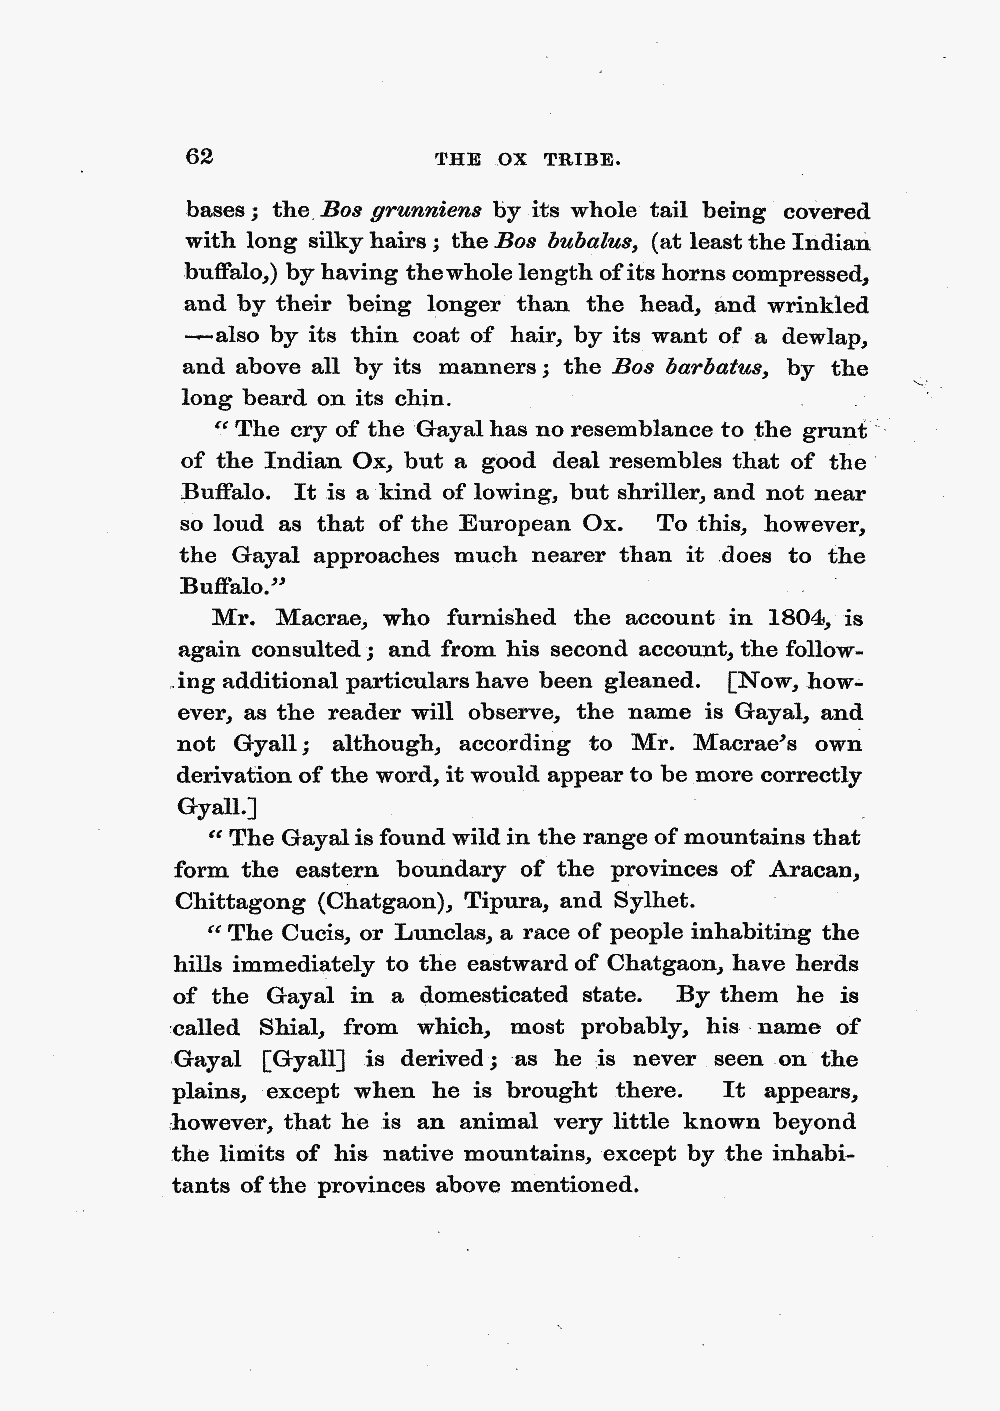 62 THE OX TRIBE.
bases; the Bos grunniens by its whole tail being covered
with long silky hairs; the Bos bubalus, (at least the Indian
buffalo,) by having the whole length of its horns compressed,
and by their being longer than the head, and wrinkled
—also by its thin coat of hair, by its want of a dewlap,
and above all by its manners; the Bos barbatus, by the
long beard on its chin.
“The cry of the Gayal has no resemblance to the grunt
of the Indian Ox, but a good deal resembles that of the
Buffalo. It is a kind of lowing, but shriller, and not near
so loud as that of the European Ox. To this, however,
the Gayal approaches much nearer than it does to the
Buffalo.”
Mr. Macrae, who furnished the account in 1804, is
again consulted; and from his second account, the follow-
ing additional particulars have been gleaned. [Now, how-
ever, as the reader will observe, the name is Gayal, and
not Gyall; although, according to Mr. Macrae’s own
derivation of the word, it would appear to be more correctly
Gyall.]
“The Gayal is found wild in the range of mountains that
form the eastern boundary of the provinces of Aracan,
Chittagong (Chatgaon), Tipura, and Sylhet.
“The Cucis, or Lunclas, a race of people inhabiting the
hills immediately to the eastward of Chatgaon, have herds
of the Gayal in a domesticated state. By them he is
called Shial, from which, most probably, his name of
Gayal [Gyall] is derived; as he is never seen on the
plains, except when he is brought there. It appears,
however, that he is an animal very little known beyond
the limits of his native mountains, except by the inhabi-
tants of the provinces above mentioned.